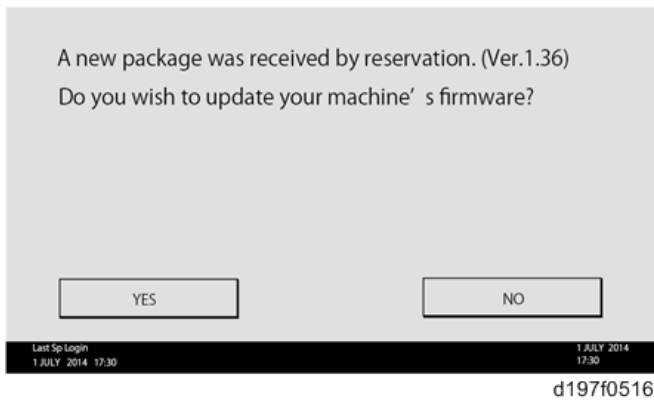 A new package was received by reservation. (Ver.1.36)
Do you wish to update your machine’ s firmware?
YES
NO
Last Sp Login
1 JULY 2014 17:30
1 JULY 2014
17:30
d197f0516